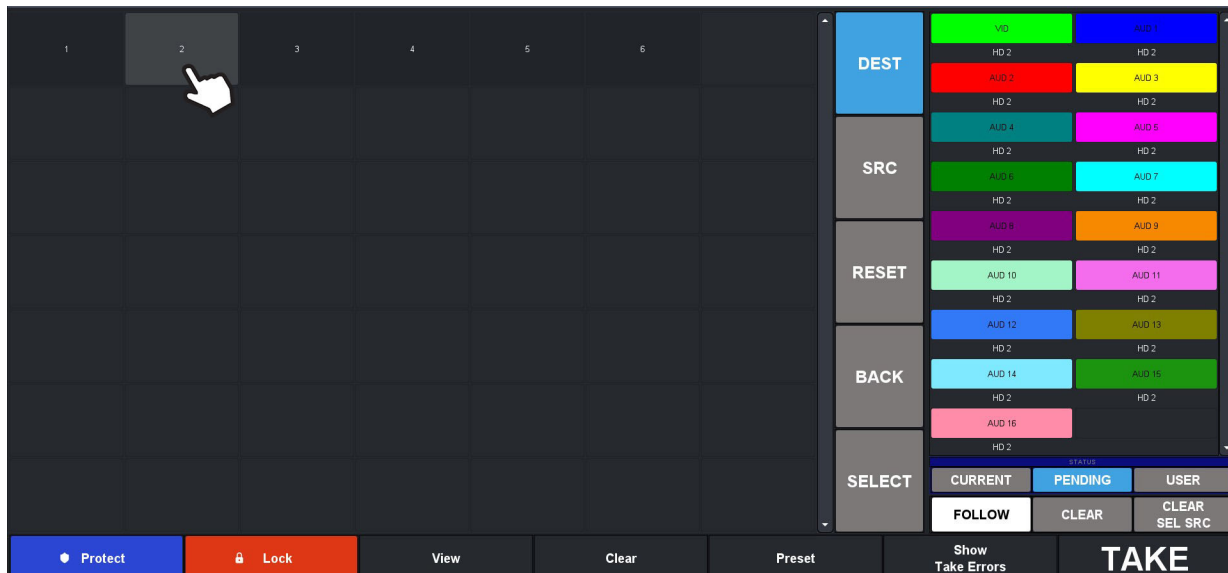 1 2 3 4 5 6
DEST
SRC
RESET
BACK
SELECT
VID AUD 1
HD 2 HD 2
AUD 2 AUD 3
HD 2 HD 2
AUD 4 AUD 5
HD 2 HD 2
AUD 6 AUD 7
HD 2 HD 2
AUD 8 AUD 9
HD 2 HD 2
AUD 10 AUD 11
HD 2 HD 2
AUD 12 AUD 13
HD 2 HD 2
AUD 14 AUD 15
HD 2 HD 2
AUD 16
HD 2
STATUS
CURRENT PENDING USER
FOLLOW CLEAR CLEAR
SEL SRC
Protect Lock View Clear Preset Show
Take Errors TAKE